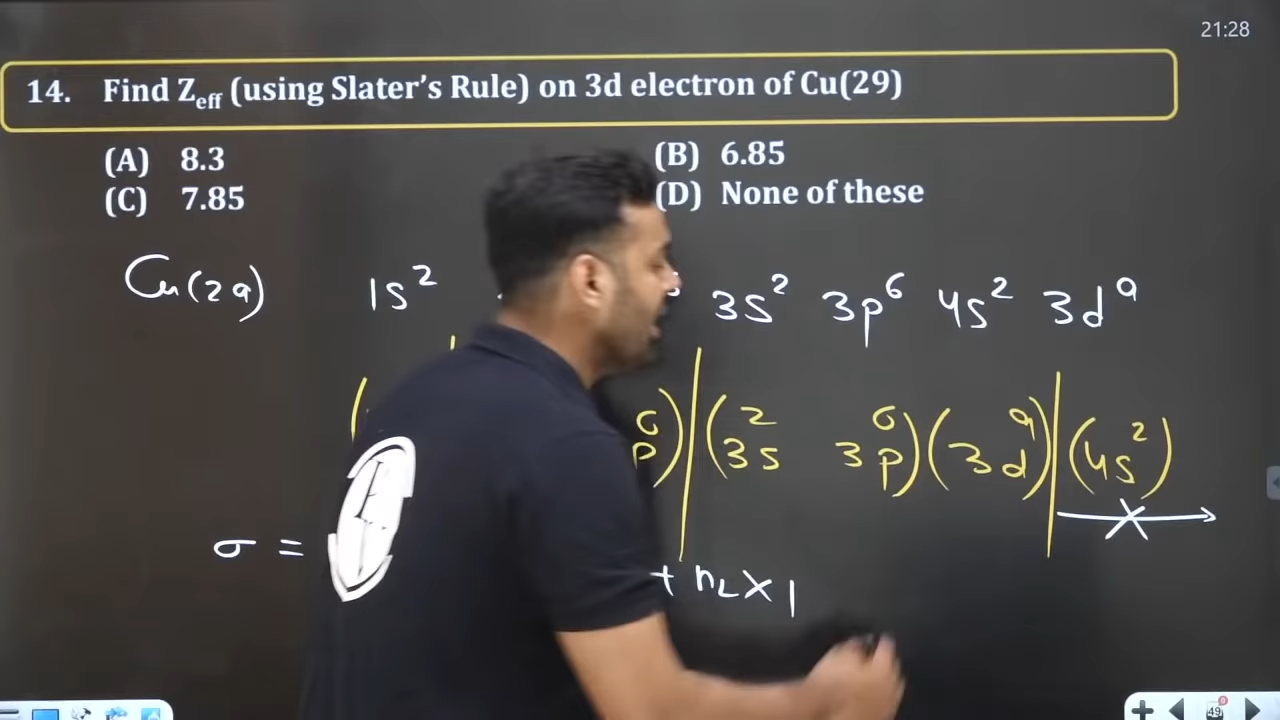 21:28
14. Find Zeff (using Slater's Rule) on 3d electron of Cu(29)
(A) 8.3 (B) 6.85
(C) 7.85 (D) None of these
Cu(29) 1s² 3s² 3p⁶ 4s² 3d⁹
p⁶) (3s² 3p⁶) (3d⁹) (4s²)
σ = + n₂ × 1
49